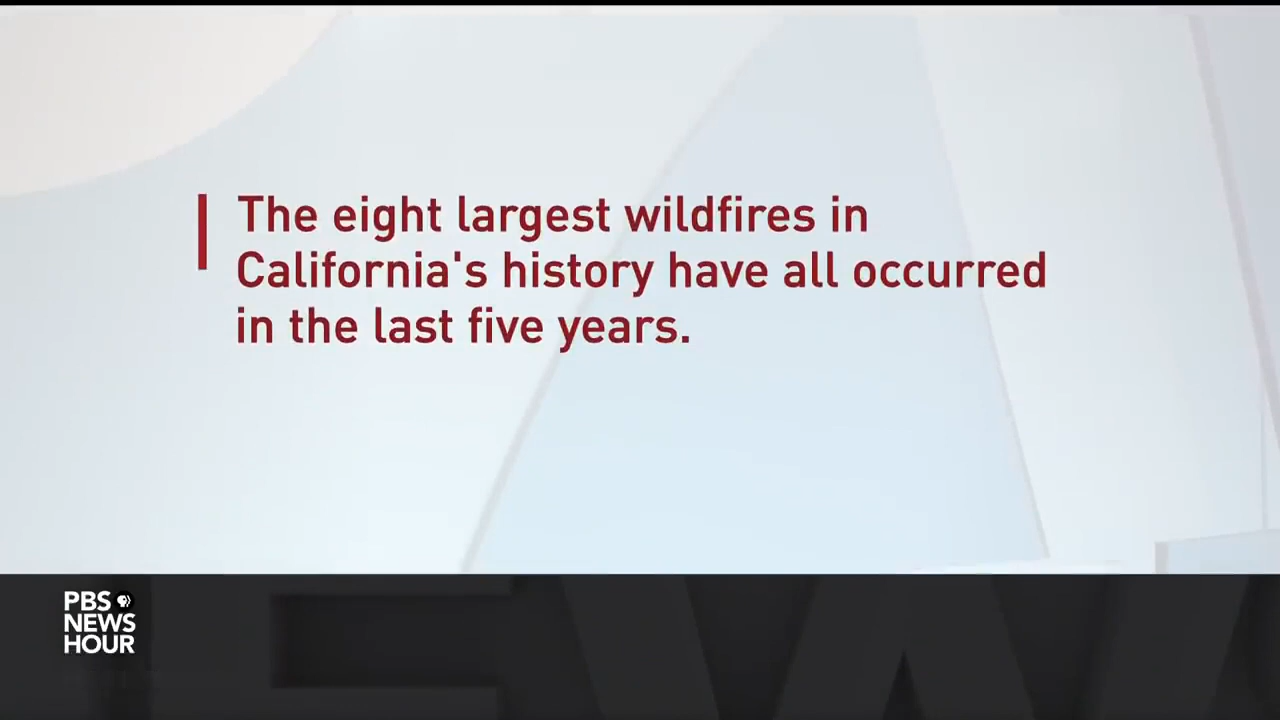 The eight largest wildfires in
California's history have all occurred
in the last five years.
PBS
NEWS
HOUR